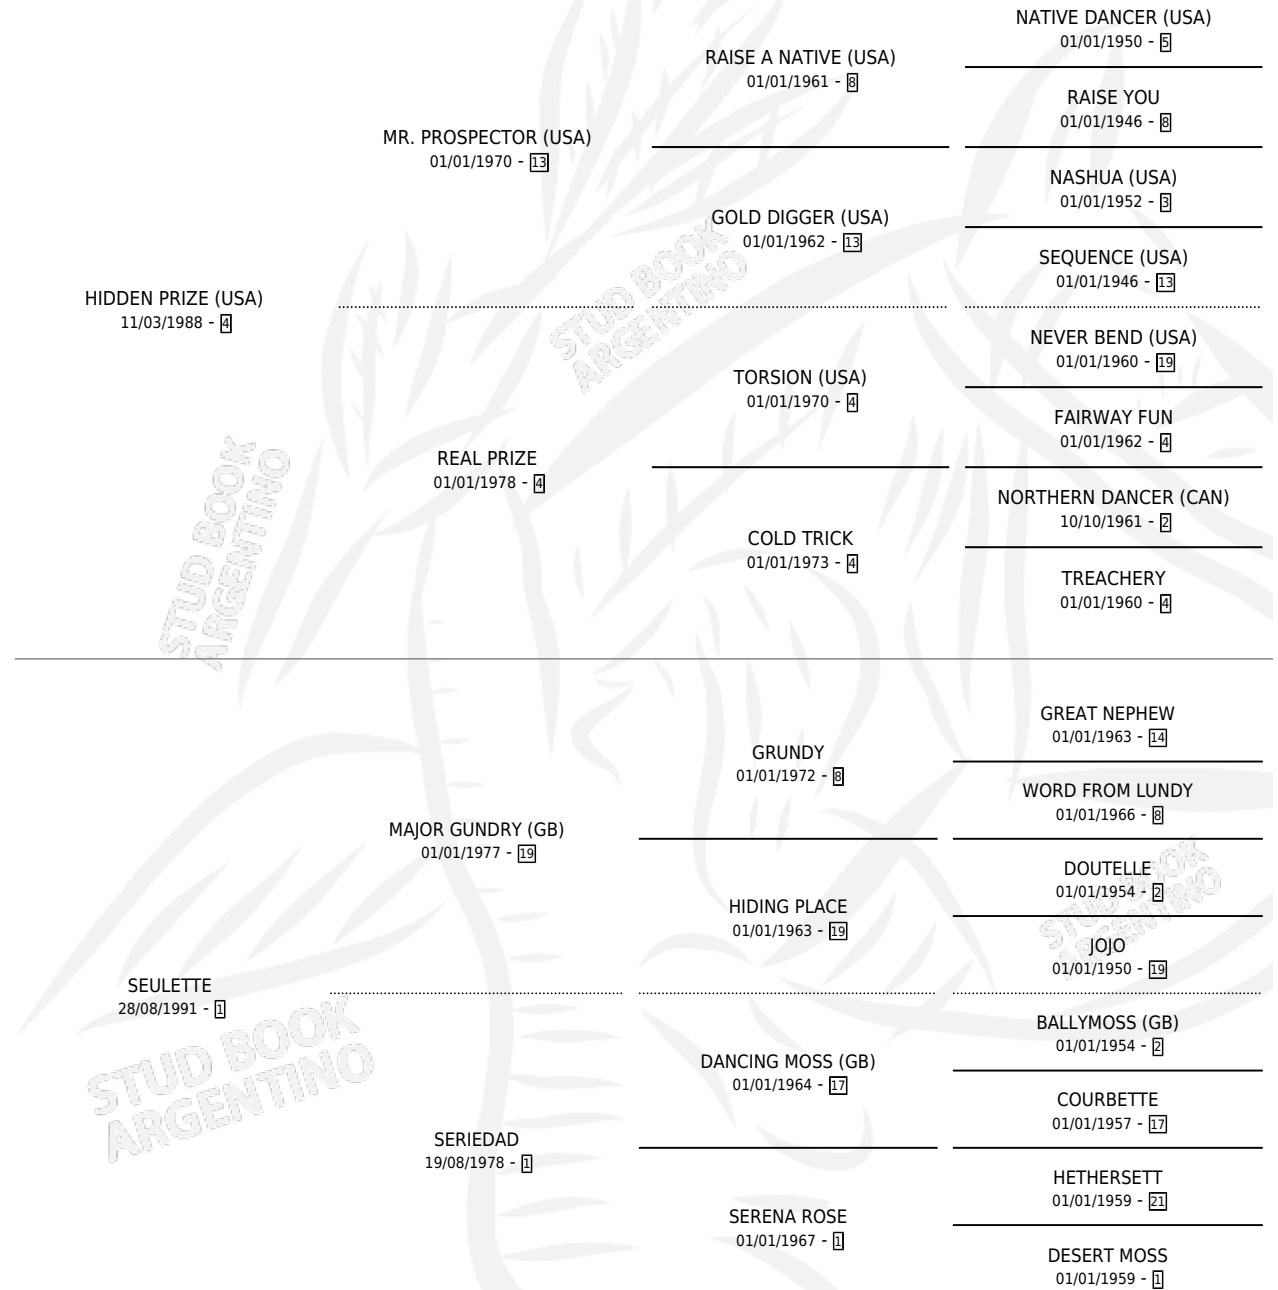 NATIVE DANCER (USA)
01/01/1950 - 5
RAISE A NATIVE (USA)
01/01/1961 - 8
RAISE YOU
01/01/1946 - 8
MR. PROSPECTOR (USA)
01/01/1970 - 13
NASHUA (USA)
01/01/1952 - 3
GOLD DIGGER (USA)
01/01/1962 - 13
SEQUENCE (USA)
01/01/1946 - 13
HIDDEN PRIZE (USA)
11/03/1988 - 4
STUD BOOK
ARGENTINO
NEVER BEND (USA)
01/01/1960 - 19
TORSION (USA)
01/01/1970 - 4
FAIRWAY FUN
01/01/1962 - 4
REAL PRIZE
01/01/1978 - 4
NORTHERN DANCER (CAN)
10/10/1961 - 2
COLD TRICK
01/01/1973 - 4
TREACHERY
01/01/1960 - 4
STUD BOOK
ARGENTINO
GREAT NEPHEW
01/01/1963 - 14
GRUNDY
01/01/1972 - 8
WORD FROM LUNDY
01/01/1966 - 8
MAJOR GUNDRY (GB)
01/01/1977 - 19
DOUTELLE
01/01/1954 - 2
HIDING PLACE
01/01/1963 - 19
STUD BOOK
ARGENTINO
JOJO
01/01/1950 - 19
SEULETTE
28/08/1991 - 1
STUD BOOK
ARGENTINO
BALLYMOSS (GB)
01/01/1954 - 2
DANCING MOSS (GB)
01/01/1964 - 17
COURBETTE
01/01/1957 - 17
SERIEDAD
19/08/1978 - 1
HETHERSETT
01/01/1959 - 21
SERENA ROSE
01/01/1967 - 1
DESERT MOSS
01/01/1959 - 1